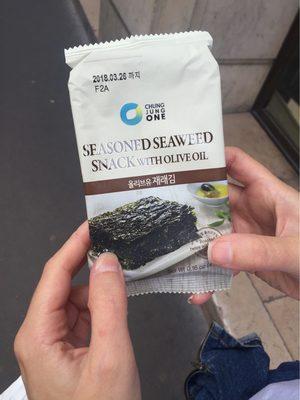 2018.03.26 까지
F2A
CHUNG
JUNG
ONE
SEASONED SEAWEED
SNACK WITH OLIVE OIL
올리브유 재래김